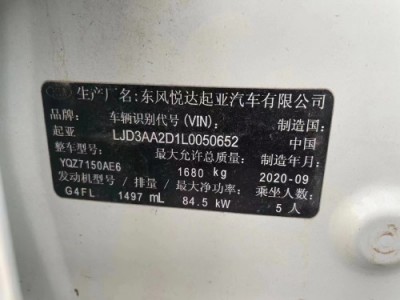 生产厂名:东风悦达起亚汽车有限公司
品牌: 车辆识别代号(VIN): 制造国:
起亚 LJD3AA2D1L0050652 中国
整车型号: 最大允许总质量: 制造年月:
YQZ7150AE6 1680 kg 2020-09
发动机型号/排量/最大净功率: 乘坐人数:
G4FL 1497 mL 84.5 kW 5人